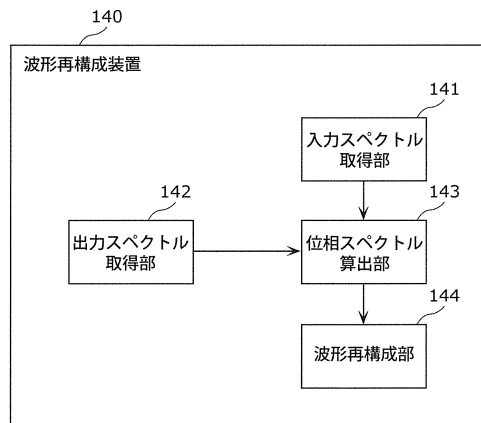 140
波形再構成装置
141
入力スペクトル
取得部
142
出力スペクトル
取得部
143
位相スペクトル
算出部
144
波形再構成部